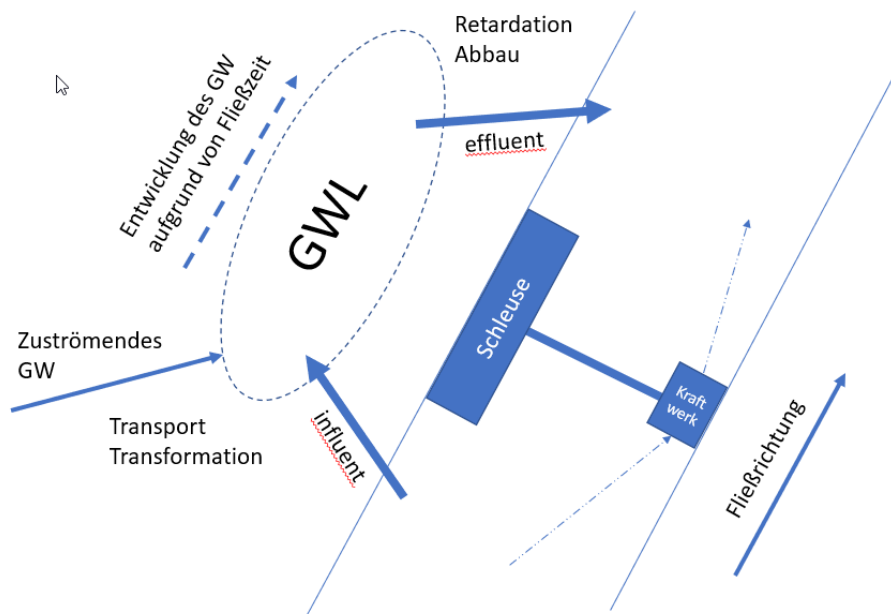 Retardation
Abbau
effluent
Entwicklung des GW
aufgrund von Fließzeit
GWL
Schleuse
Zuströmendes
GW
Kraft
werk
Transport
Transformation
influent
Fließrichtung